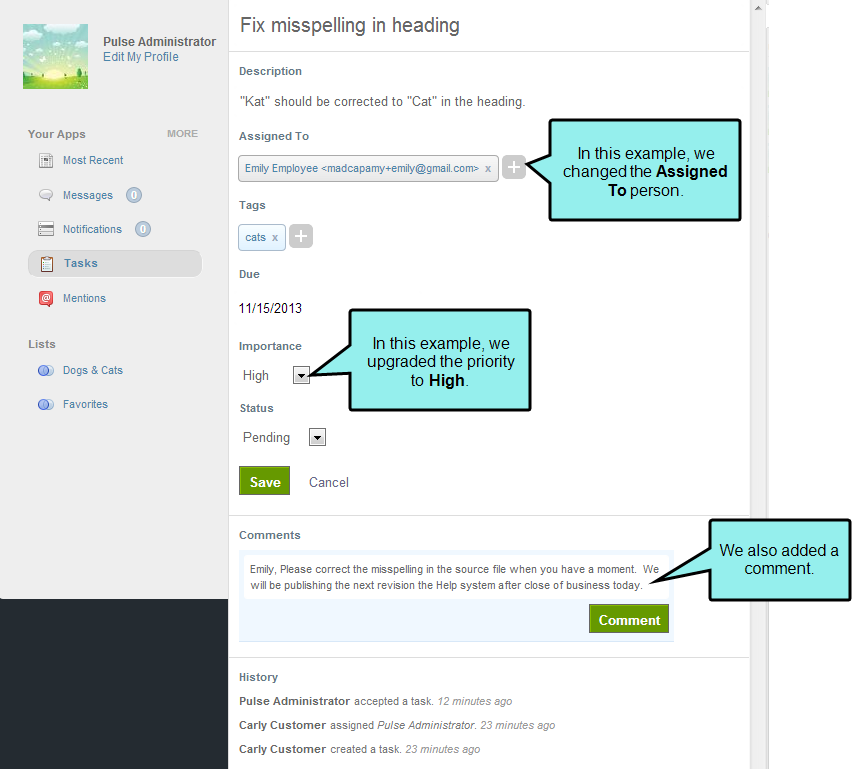 Pulse Administrator
Edit My Profile
Your Apps MORE
Most Recent
Messages 0
Notifications 0
Tasks
@ Mentions
Lists
Dogs & Cats
Favorites
Fix misspelling in heading
Description
"Kat" should be corrected to "Cat" in the heading.
Assigned To
Emily Employee <madcapamy+emily@gmail.com> x +
In this example, we
changed the Assigned
To person.
Tags
cats x +
Due
11/15/2013
Importance
High
In this example, we
upgraded the priority
to High.
Status
Pending
Save Cancel
Comments
Emily, Please correct the misspelling in the source file when you have a moment. We
will be publishing the next revision the Help system after close of business today.
We also added a
comment.
Comment
History
Pulse Administrator accepted a task. 12 minutes ago
Carly Customer assigned Pulse Administrator. 23 minutes ago
Carly Customer created a task. 23 minutes ago